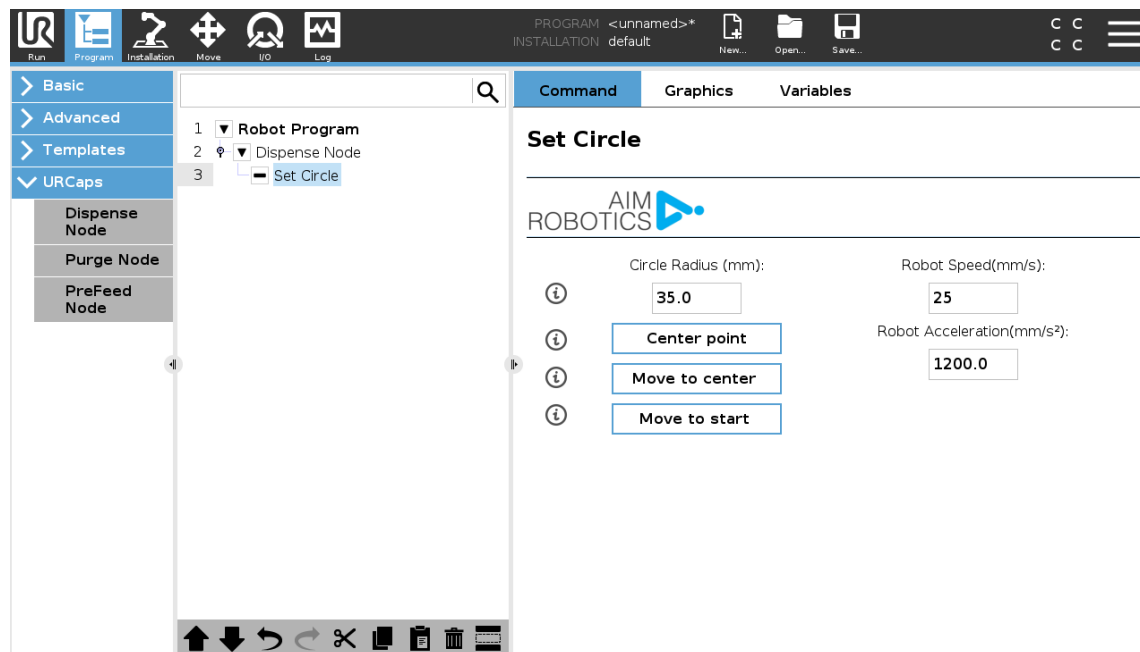 PROGRAM <unnamed>*
INSTALLATION default
Run
Program
Installation
Move
I/O
Log
New...
Open...
Save...
C C
C C
Basic
Advanced
Templates
URCaps
Dispense
Node
Purge Node
PreFeed
Node
1 Robot Program
2 Dispense Node
3 Set Circle
Command
Graphics
Variables
Set Circle
AIM
ROBOTICS
Circle Radius (mm):
35.0
Center point
Move to center
Move to start
Robot Speed(mm/s):
25
Robot Acceleration(mm/s²):
1200.0